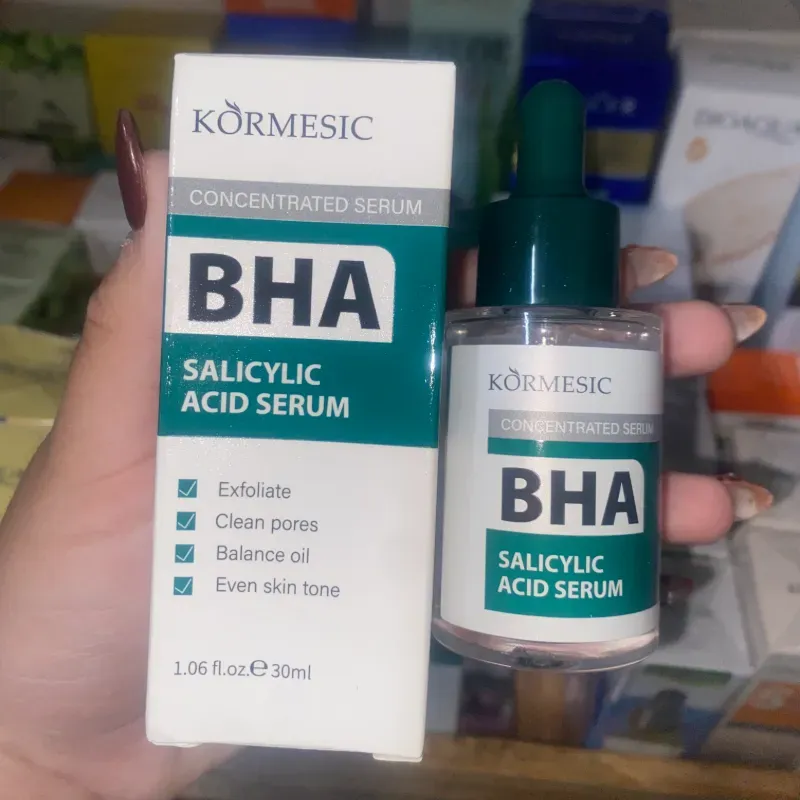 KORMESIC
CONCENTRATED SERUM
BHA
SALICYLIC
ACID SERUM
Exfoliate
Clean pores
Balance oil
Even skin tone
1.06 fl.oz.℮ 30ml
KORMESIC
CONCENTRATED SERUM
BHA
SALICYLIC
ACID SERUM
BIOAQUA